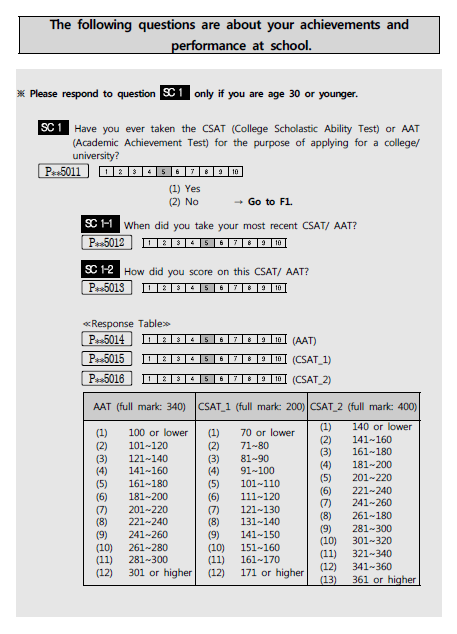 The following questions are about your achievements and
performance at school.
※ Please respond to question SC 1 only if you are age 30 or younger.
SC 1 Have you ever taken the CSAT (College Scholastic Ability Test) or AAT
(Academic Achievement Test) for the purpose of applying for a college/
university?
P**5011 1 2 3 4 5 6 7 8 9 10
(1) Yes
(2) No → Go to F1.
SC 1-1 When did you take your most recent CSAT/ AAT?
P**5012 1 2 3 4 5 6 7 8 9 10
SC 1-2 How did you score on this CSAT/ AAT?
P**5013 1 2 3 4 5 6 7 8 9 10
≪Response Table≫
P**5014 1 2 3 4 5 6 7 8 9 10 (AAT)
P**5015 1 2 3 4 5 6 7 8 9 10 (CSAT_1)
P**5016 1 2 3 4 5 6 7 8 9 10 (CSAT_2)
AAT (full mark: 340) CSAT_1 (full mark: 200) CSAT_2 (full mark: 400)
(1) 100 or lower (1) 70 or lower (1) 140 or lower
(2) 101~120 (2) 71~80 (2) 141~160
(3) 121~140 (3) 81~90 (3) 161~180
(4) 141~160 (4) 91~100 (4) 181~200
(5) 161~180 (5) 101~110 (5) 201~220
(6) 181~200 (6) 111~120 (6) 221~240
(7) 201~220 (7) 121~130 (7) 241~260
(8) 221~240 (8) 131~140 (8) 261~180
(9) 241~260 (9) 141~150 (9) 281~300
(10) 261~280 (10) 151~160 (10) 301~320
(11) 281~300 (11) 161~170 (11) 321~340
(12) 301 or higher (12) 171 or higher (12) 341~360
(13) 361 or higher